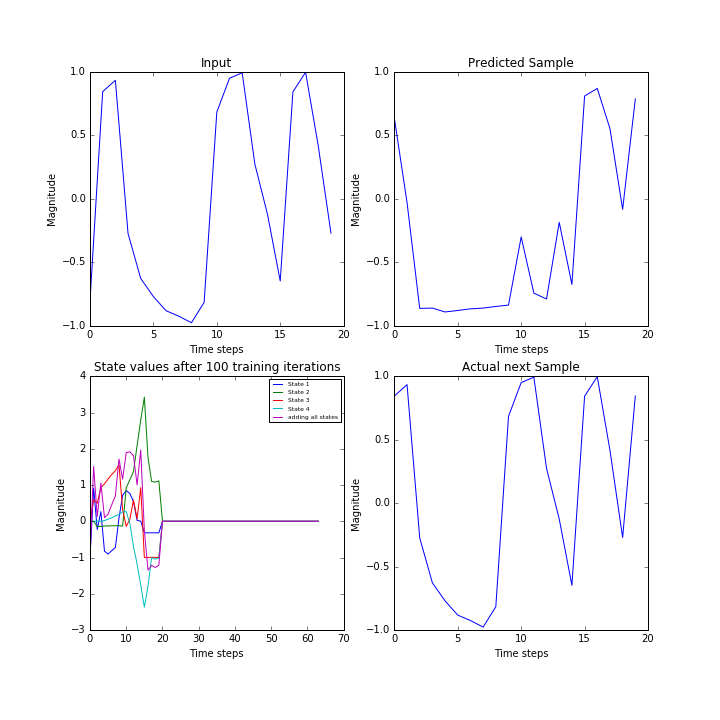 Input
1.0
0.5
0.0
−0.5
−1.0
Magnitude
0 5 10 15 20
Time steps
Predicted Sample
1.0
0.5
0.0
−0.5
−1.0
Magnitude
0 5 10 15 20
Time steps
State values after 100 training iterations
4
3
2
1
0
−1
−2
−3
Magnitude
0 10 20 30 40 50 60 70
Time steps
State 1
State 2
State 3
State 4
adding all states
Actual next Sample
1.0
0.5
0.0
−0.5
−1.0
Magnitude
0 5 10 15 20
Time steps